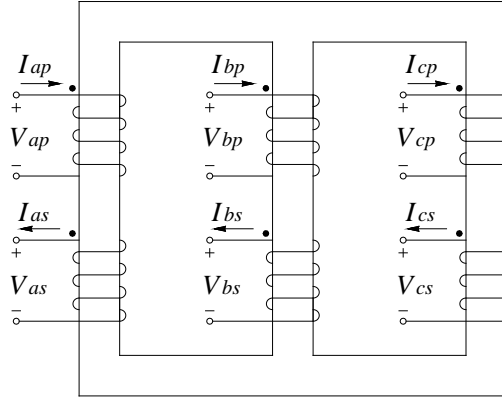 Iap Ibp Icp
+ + +
Vap Vbp Vcp
− − −
Ias Ibs Ics
+ + +
Vas Vbs Vcs
− − −